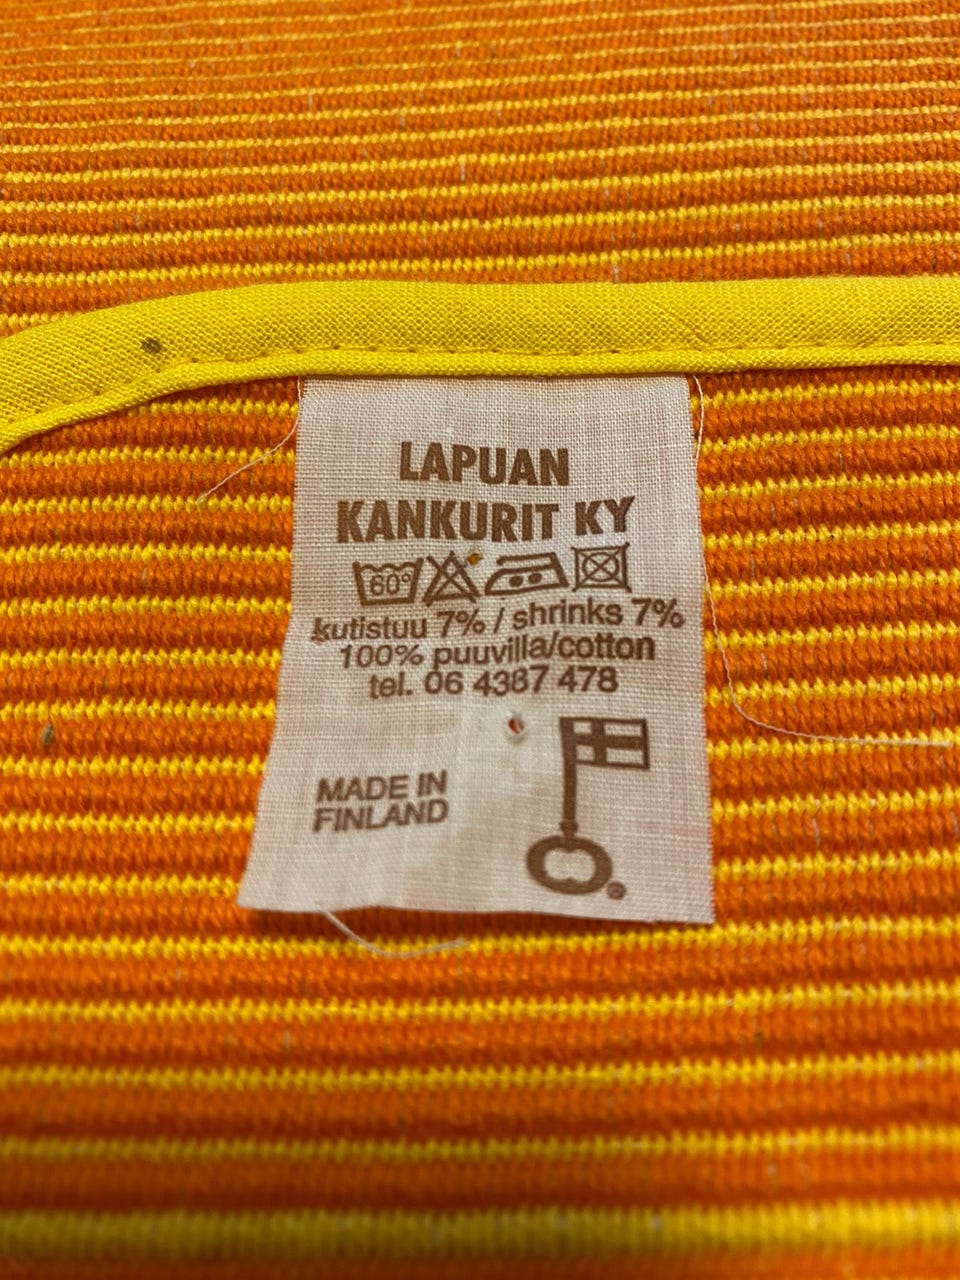 LAPUAN
KANKURIT KY
60°
kutistuu 7% / shrinks 7%
100% puuvilla/cotton
tel. 06 4387 478
MADE IN
FINLAND
®